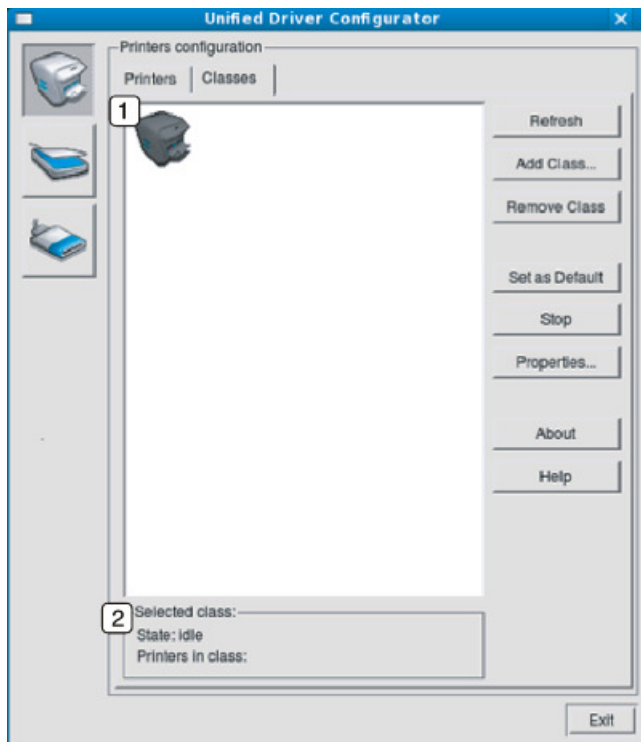 Unified Driver Configurator
Printers configuration
Printers
Classes
1
Refresh
Add Class...
Remove Class
Set as Default
Stop
Properties...
About
Help
2
Selected class:
State: idle
Printers in class:
Exit